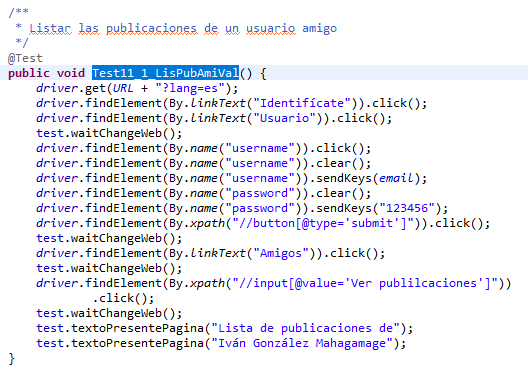 /**
 * Listar las publicaciones de un usuario amigo
 */
@Test
public void Test11_1_LisPubAmiVal() {
    driver.get(URL + "?lang=es");
    driver.findElement(By.linkText("Identifícate")).click();
    driver.findElement(By.linkText("Usuario")).click();
    test.waitChangeWeb();
    driver.findElement(By.name("username")).click();
    driver.findElement(By.name("username")).clear();
    driver.findElement(By.name("username")).sendKeys(email);
    driver.findElement(By.name("password")).clear();
    driver.findElement(By.name("password")).sendKeys("123456");
    driver.findElement(By.xpath("//button[@type='submit']")).click();
    test.waitChangeWeb();
    driver.findElement(By.linkText("Amigos")).click();
    test.waitChangeWeb();
    driver.findElement(By.xpath("//input[@value='Ver publilcaciones']"))
            .click();
    test.waitChangeWeb();
    test.textoPresentePagina("Lista de publicaciones de");
    test.textoPresentePagina("Iván González Mahagamage");
}